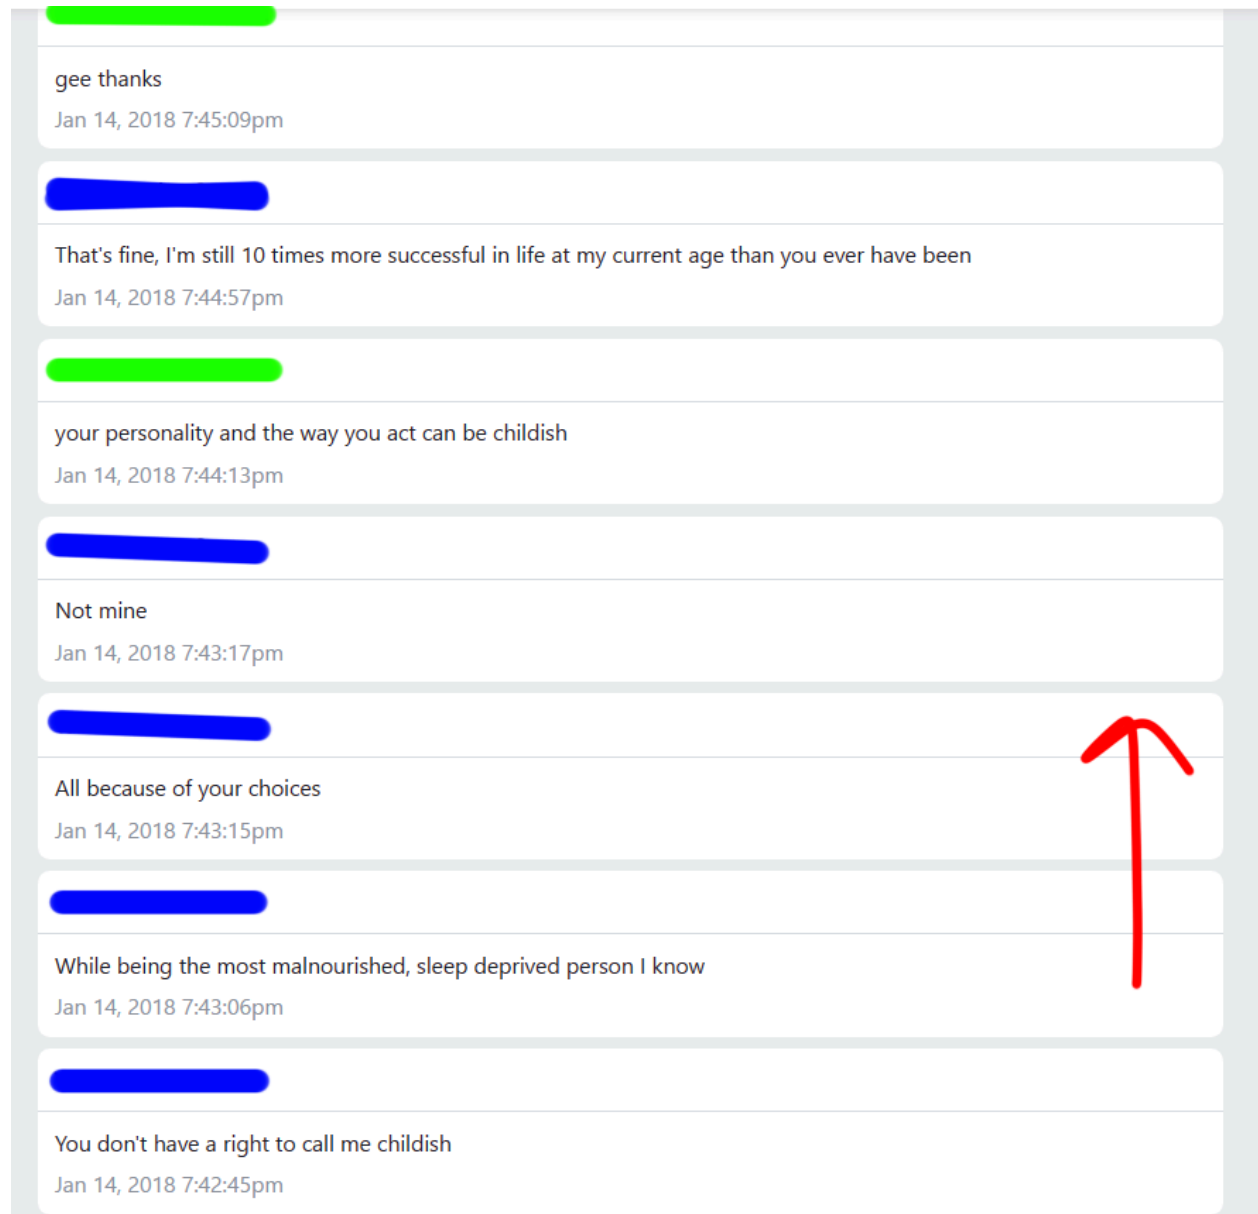 gee thanks
Jan 14, 2018 7:45:09pm
That's fine, I'm still 10 times more successful in life at my current age than you ever have been
Jan 14, 2018 7:44:57pm
your personality and the way you act can be childish
Jan 14, 2018 7:44:13pm
Not mine
Jan 14, 2018 7:43:17pm
All because of your choices
Jan 14, 2018 7:43:15pm
While being the most malnourished, sleep deprived person I know
Jan 14, 2018 7:43:06pm
You don't have a right to call me childish
Jan 14, 2018 7:42:45pm